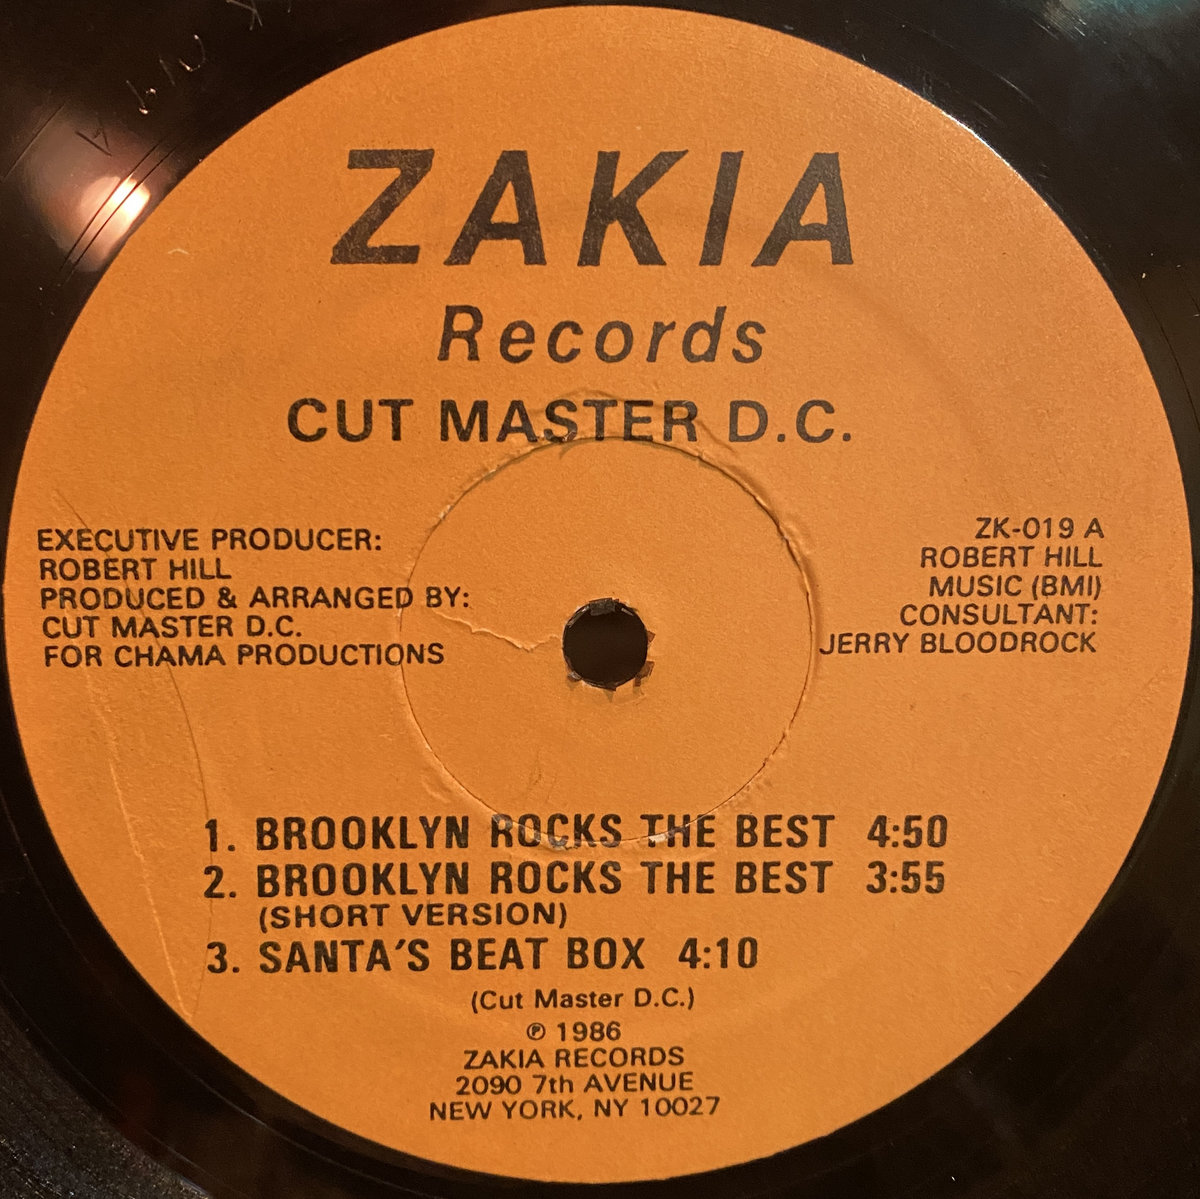 ZAKIA
Records
CUT MASTER D.C.
EXECUTIVE PRODUCER:
ROBERT HILL
PRODUCED & ARRANGED BY:
CUT MASTER D.C.
FOR CHAMA PRODUCTIONS
ZK-019 A
ROBERT HILL
MUSIC (BMI)
CONSULTANT:
JERRY BLOODROCK
1. BROOKLYN ROCKS THE BEST 4:50
2. BROOKLYN ROCKS THE BEST 3:55
(SHORT VERSION)
3. SANTA'S BEAT BOX 4:10
(Cut Master D.C.)
℗ 1986
ZAKIA RECORDS
2090 7th AVENUE
NEW YORK, NY 10027